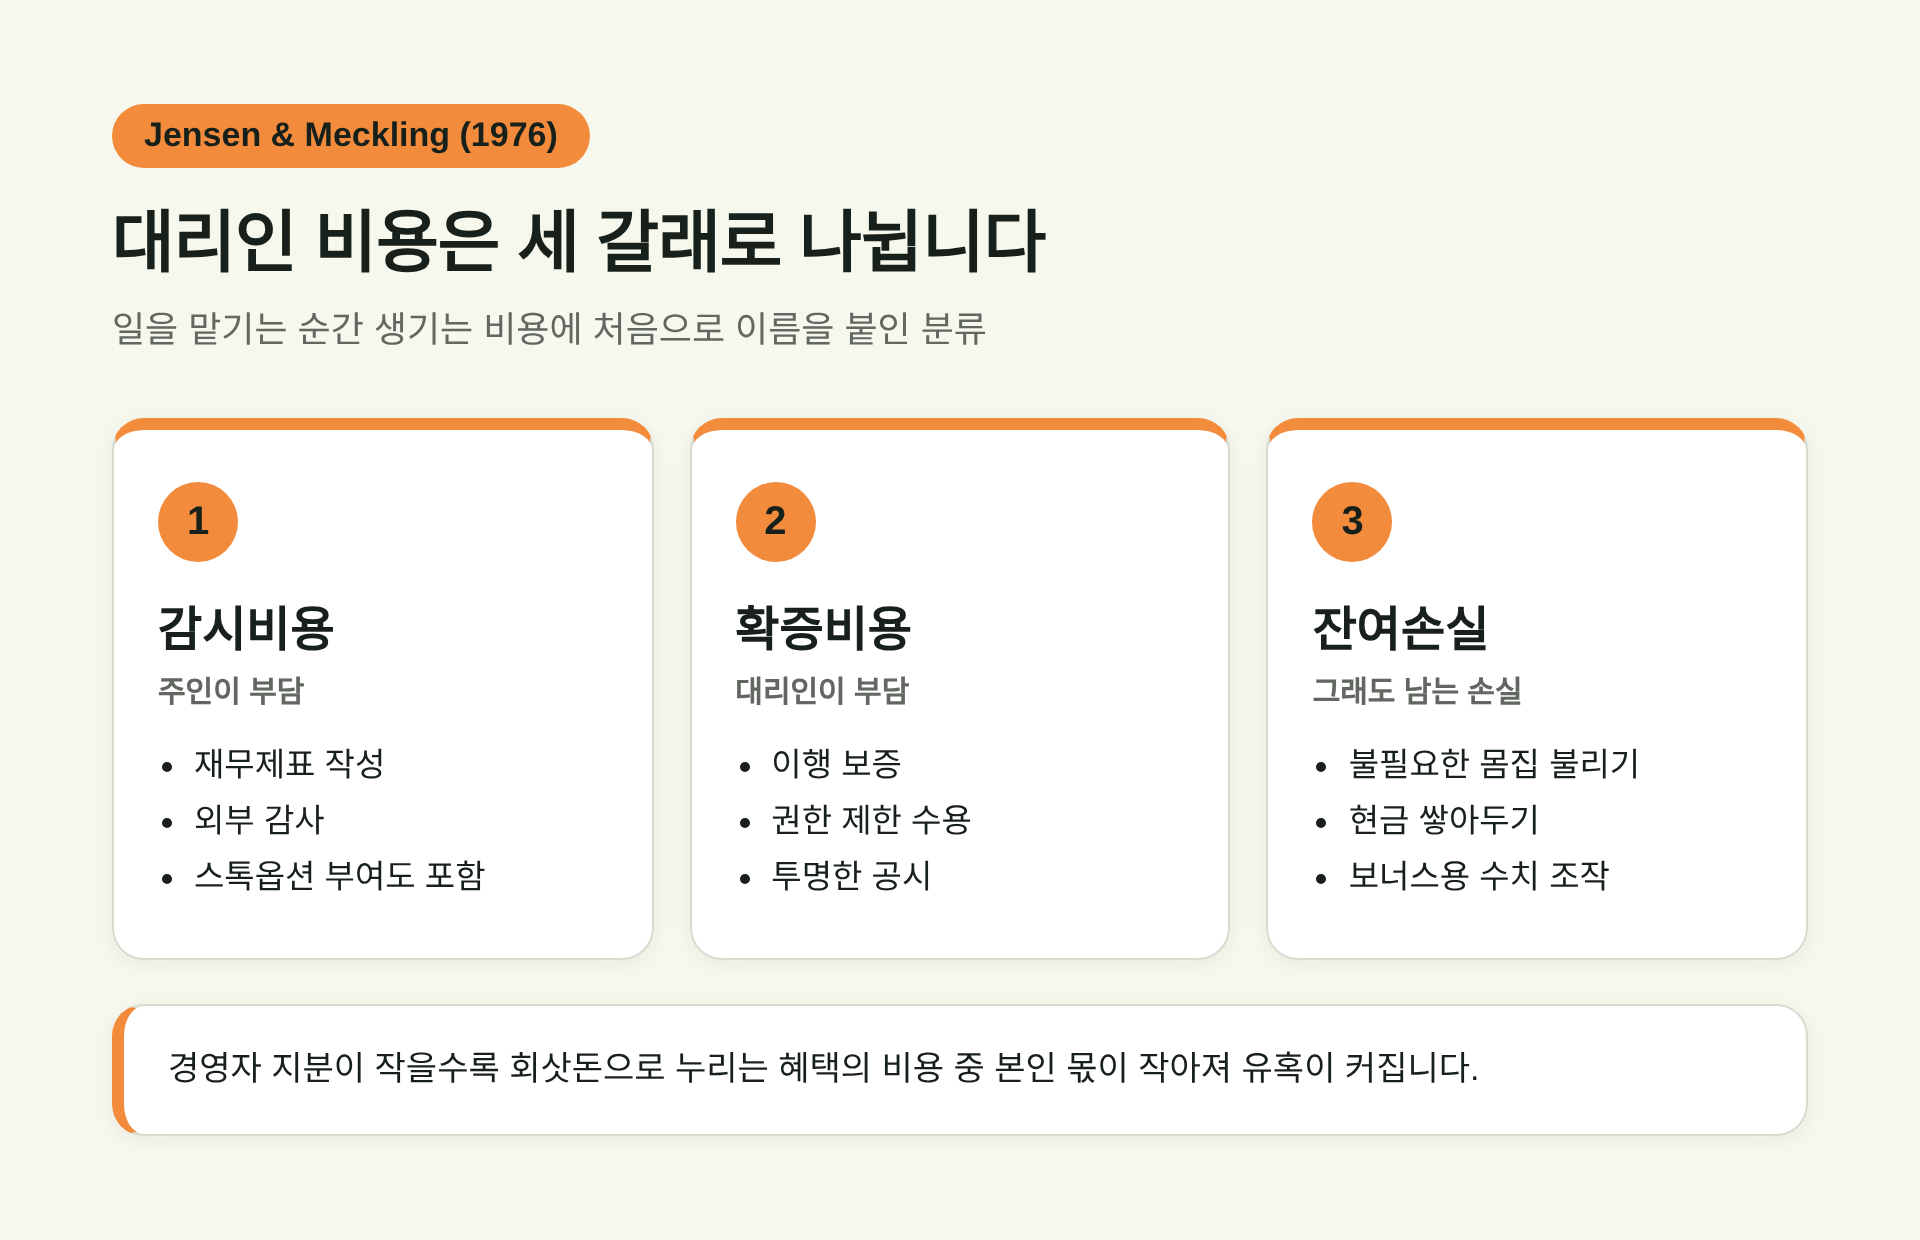 Jensen & Meckling (1976)
대리인 비용은 세 갈래로 나뉩니다
일을 맡기는 순간 생기는 비용에 처음으로 이름을 붙인 분류
1
감시비용
주인이 부담
• 재무제표 작성
• 외부 감사
• 스톡옵션 부여도 포함
2
확증비용
대리인이 부담
• 이행 보증
• 권한 제한 수용
• 투명한 공시
3
잔여손실
그래도 남는 손실
• 불필요한 몸집 불리기
• 현금 쌓아두기
• 보너스용 수치 조작
경영자 지분이 작을수록 회삿돈으로 누리는 혜택의 비용 중 본인 몫이 작아져 유혹이 커집니다.